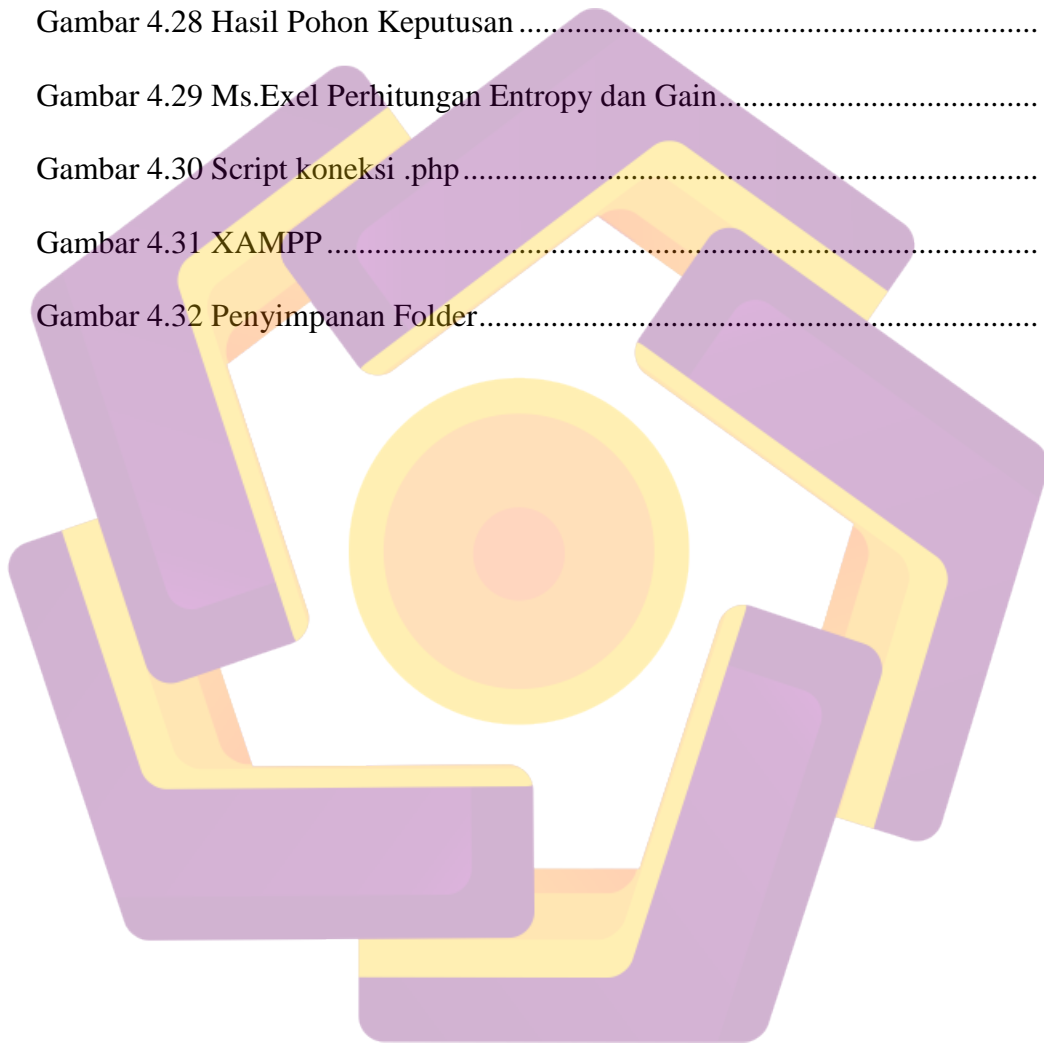 Gambar 4.28 Hasil Pohon Keputusan ..........................................................................
Gambar 4.29 Ms.Exel Perhitungan Entropy dan Gain.............................................
Gambar 4.30 Script koneksi .php ..................................................................................
Gambar 4.31 XAMPP .....................................................................................................
Gambar 4.32 Penyimpanan Folder................................................................................